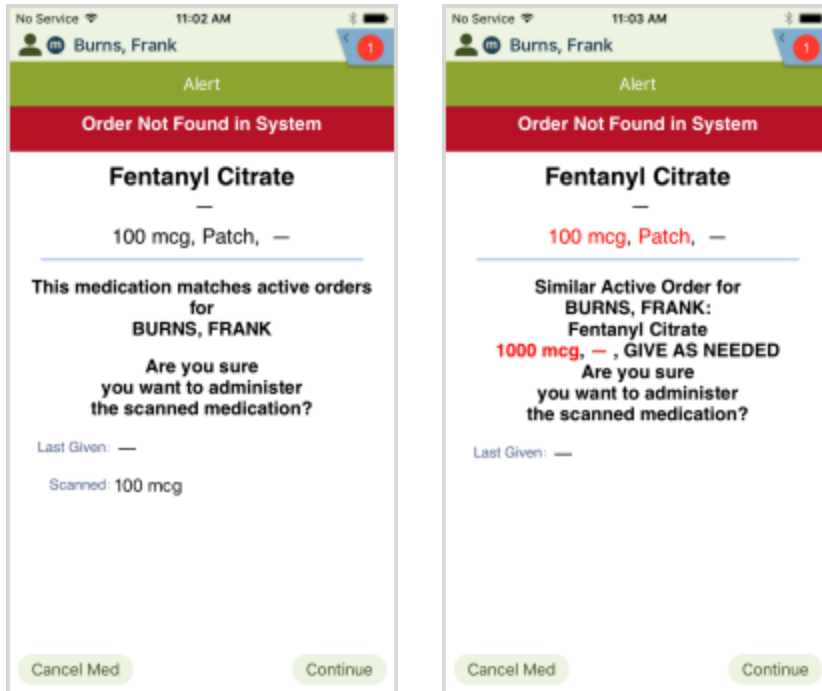 No Service 11:02 AM
m Burns, Frank 1
Alert
Order Not Found in System
Fentanyl Citrate
—
100 mcg, Patch, —
This medication matches active orders
for
BURNS, FRANK
Are you sure
you want to administer
the scanned medication?
Last Given: —
Scanned: 100 mcg
Cancel Med Continue
No Service 11:03 AM
m Burns, Frank 1
Alert
Order Not Found in System
Fentanyl Citrate
—
100 mcg, Patch, —
Similar Active Order for
BURNS, FRANK:
Fentanyl Citrate
1000 mcg, — , GIVE AS NEEDED
Are you sure
you want to administer
the scanned medication?
Last Given: —
Cancel Med Continue